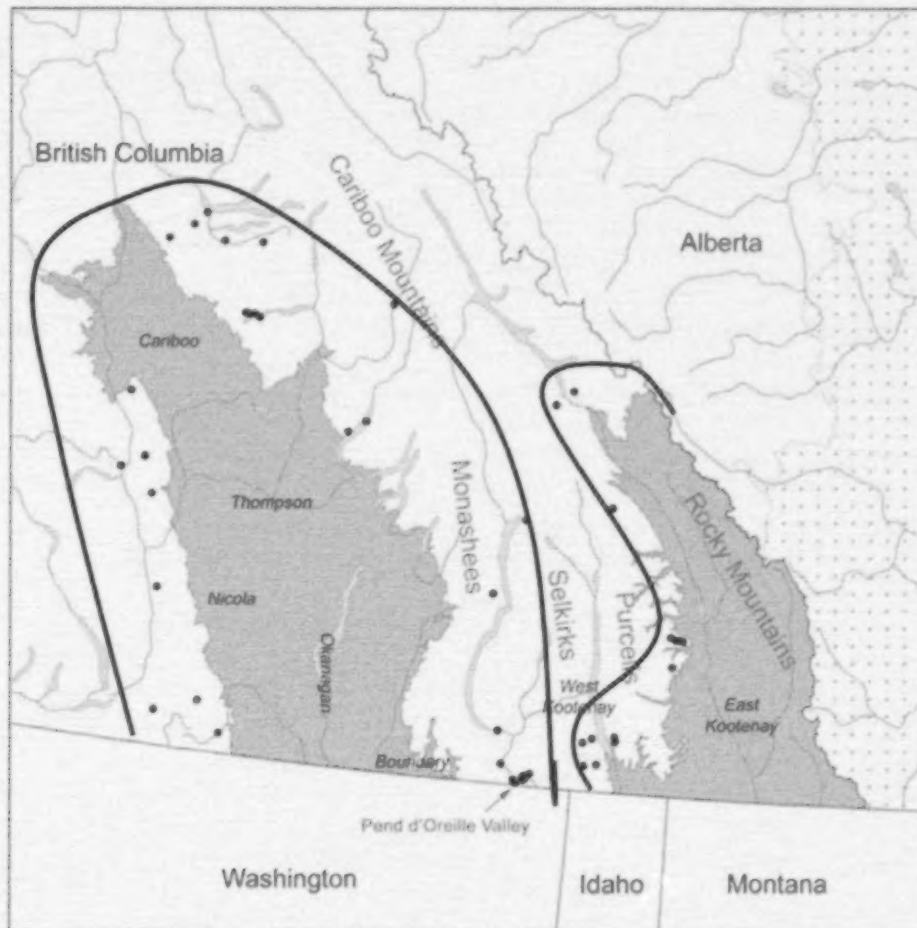 British Columbia
Cariboo Mountains
Alberta
Cariboo
Thompson
Monashees
Rocky Mountains
Nicola
Okanagan
Selkirks
Purcells
West
Kootenay
East
Kootenay
Boundary
Pend d'Oreille Valley
Washington
Idaho
Montana